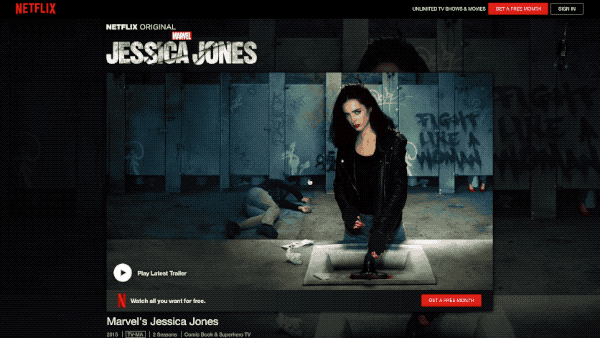 NETFLIX
UNLIMITED TV SHOWS & MOVIES
GET A FREE MONTH
SIGN IN
NETFLIX ORIGINAL
MARVEL
JESSICA JONES
FIGHT
LIKE A
WOMAN
Play Latest Trailer
N Watch all you want for free.
GET A FREE MONTH
Marvel's Jessica Jones
2015 | TV-MA | 2 Seasons | Comic Book & Superhero TV